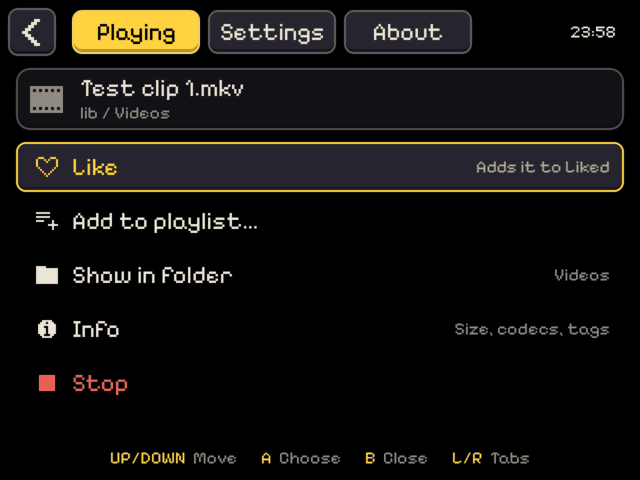 Playing Settings About 23:58
Test clip 1.mkv
lib / Videos
Like Adds it to Liked
Add to playlist...
Show in folder Videos
Info Size, codecs, tags
Stop
UP/DOWN Move A Choose B Close L/R Tabs